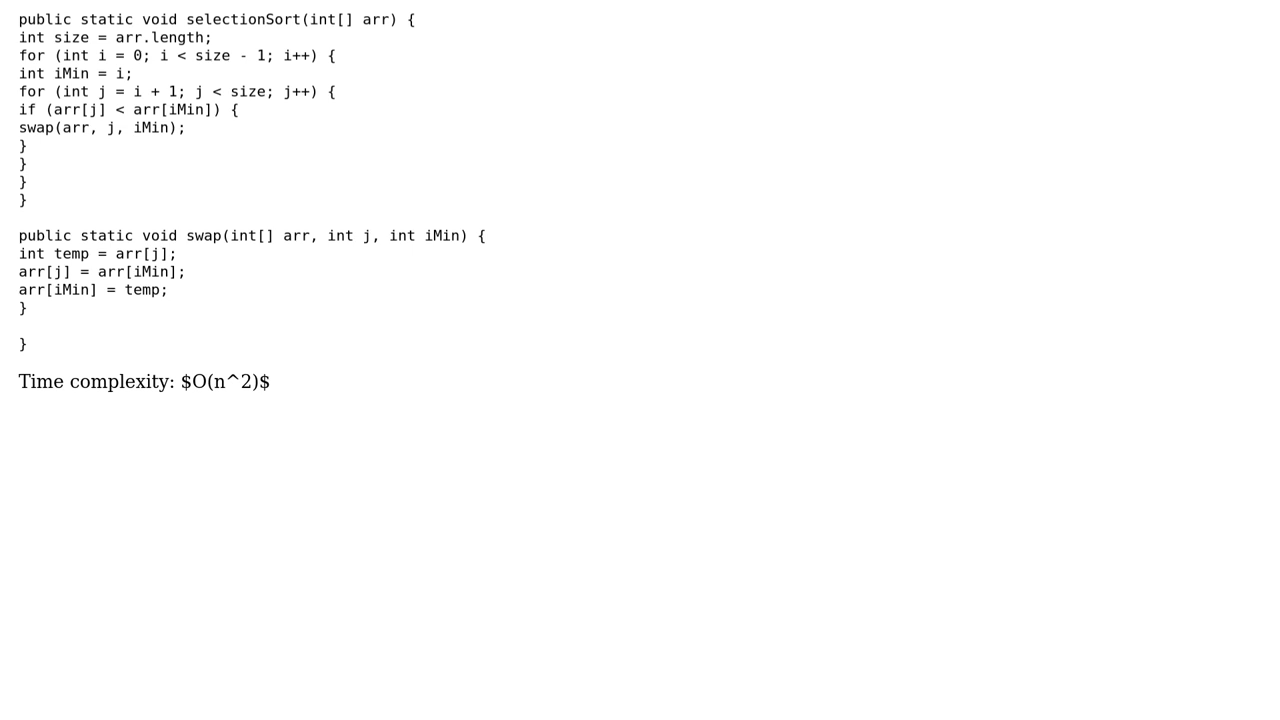 public static void selectionSort(int[] arr) {
int size = arr.length;
for (int i = 0; i < size - 1; i++) {
int iMin = i;
for (int j = i + 1; j < size; j++) {
if (arr[j] < arr[iMin]) {
swap(arr, j, iMin);
}
}
}
}

public static void swap(int[] arr, int j, int iMin) {
int temp = arr[j];
arr[j] = arr[iMin];
arr[iMin] = temp;
}

}

Time complexity: $O(n^2)$